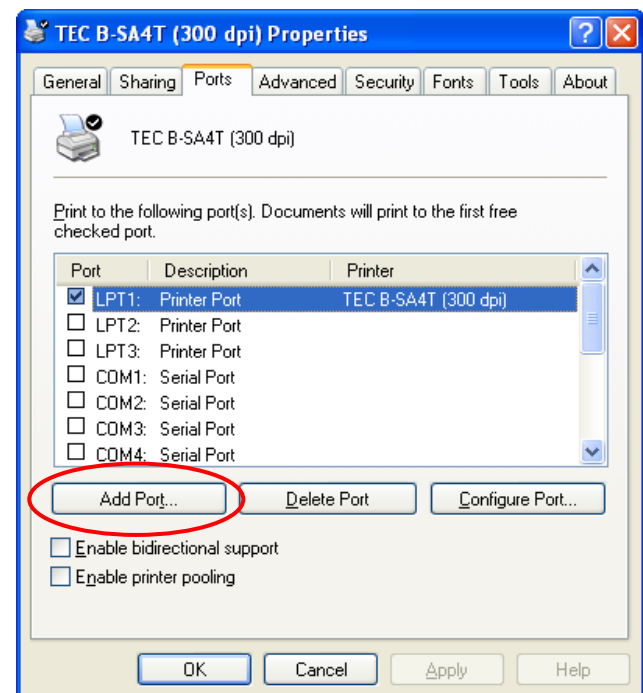 TEC B-SA4T (300 dpi) Properties
General Sharing Ports Advanced Security Fonts Tools About
TEC B-SA4T (300 dpi)
Print to the following port(s). Documents will print to the first free
checked port.
Port Description Printer
LPT1: Printer Port TEC B-SA4T (300 dpi)
LPT2: Printer Port
LPT3: Printer Port
COM1: Serial Port
COM2: Serial Port
COM3: Serial Port
COM4: Serial Port
Add Port... Delete Port Configure Port...
Enable bidirectional support
Enable printer pooling
OK Cancel Apply Help